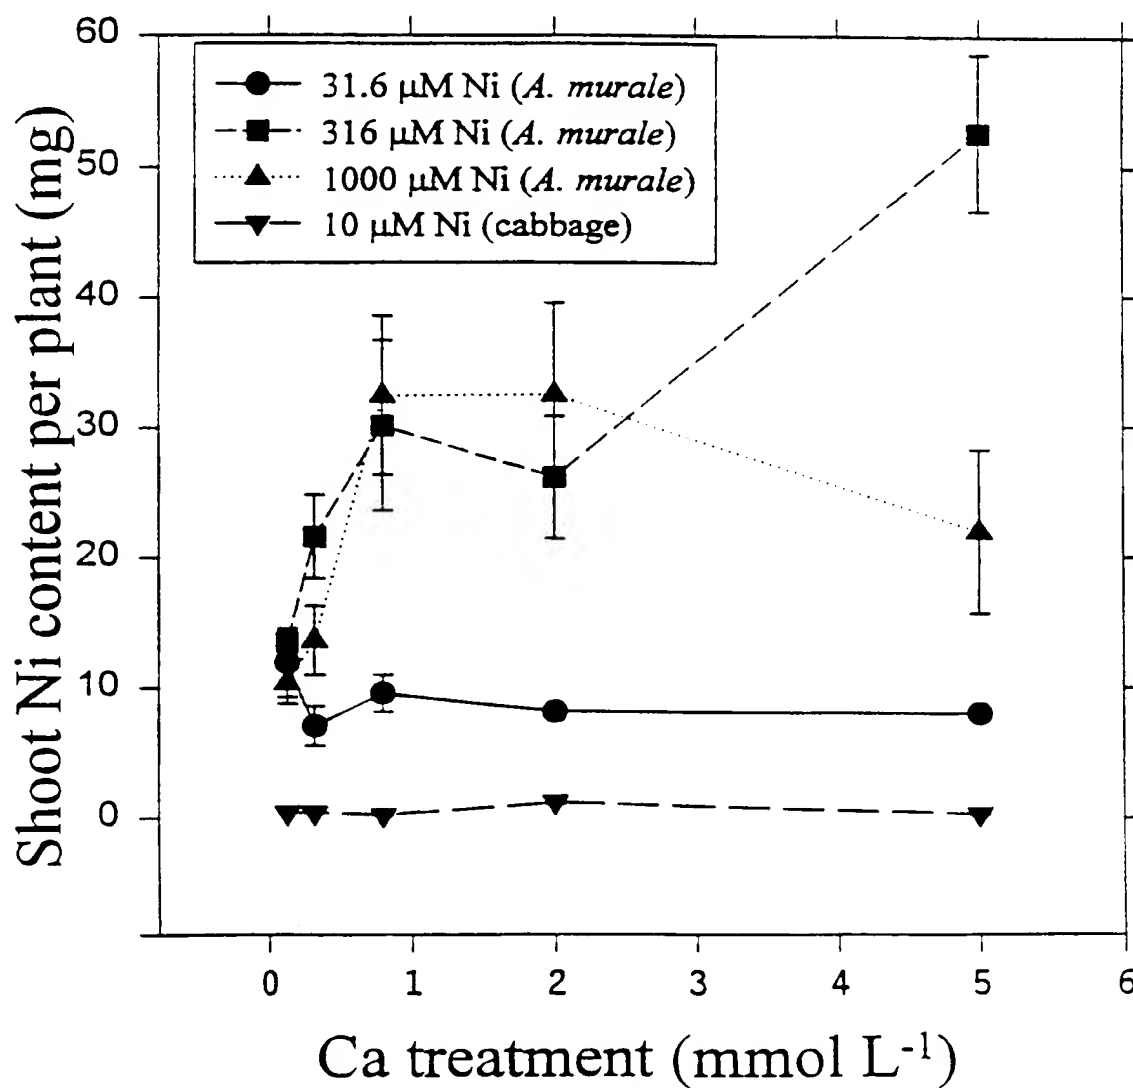 60
50
40
30
20
10
0
Shoot Ni content per plant (mg)
31.6 μM Ni (A. murale)
316 μM Ni (A. murale)
1000 μM Ni (A. murale)
10 μM Ni (cabbage)
0 1 2 3 4 5 6
Ca treatment (mmol L-1)